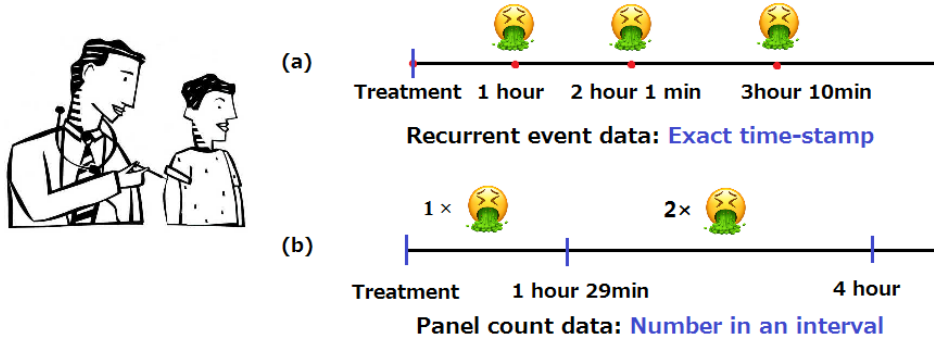 (a)
Treatment 1 hour 2 hour 1 min 3hour 10min
Recurrent event data: Exact time-stamp
1 × 2×
(b)
Treatment 1 hour 29min 4 hour
Panel count data: Number in an interval